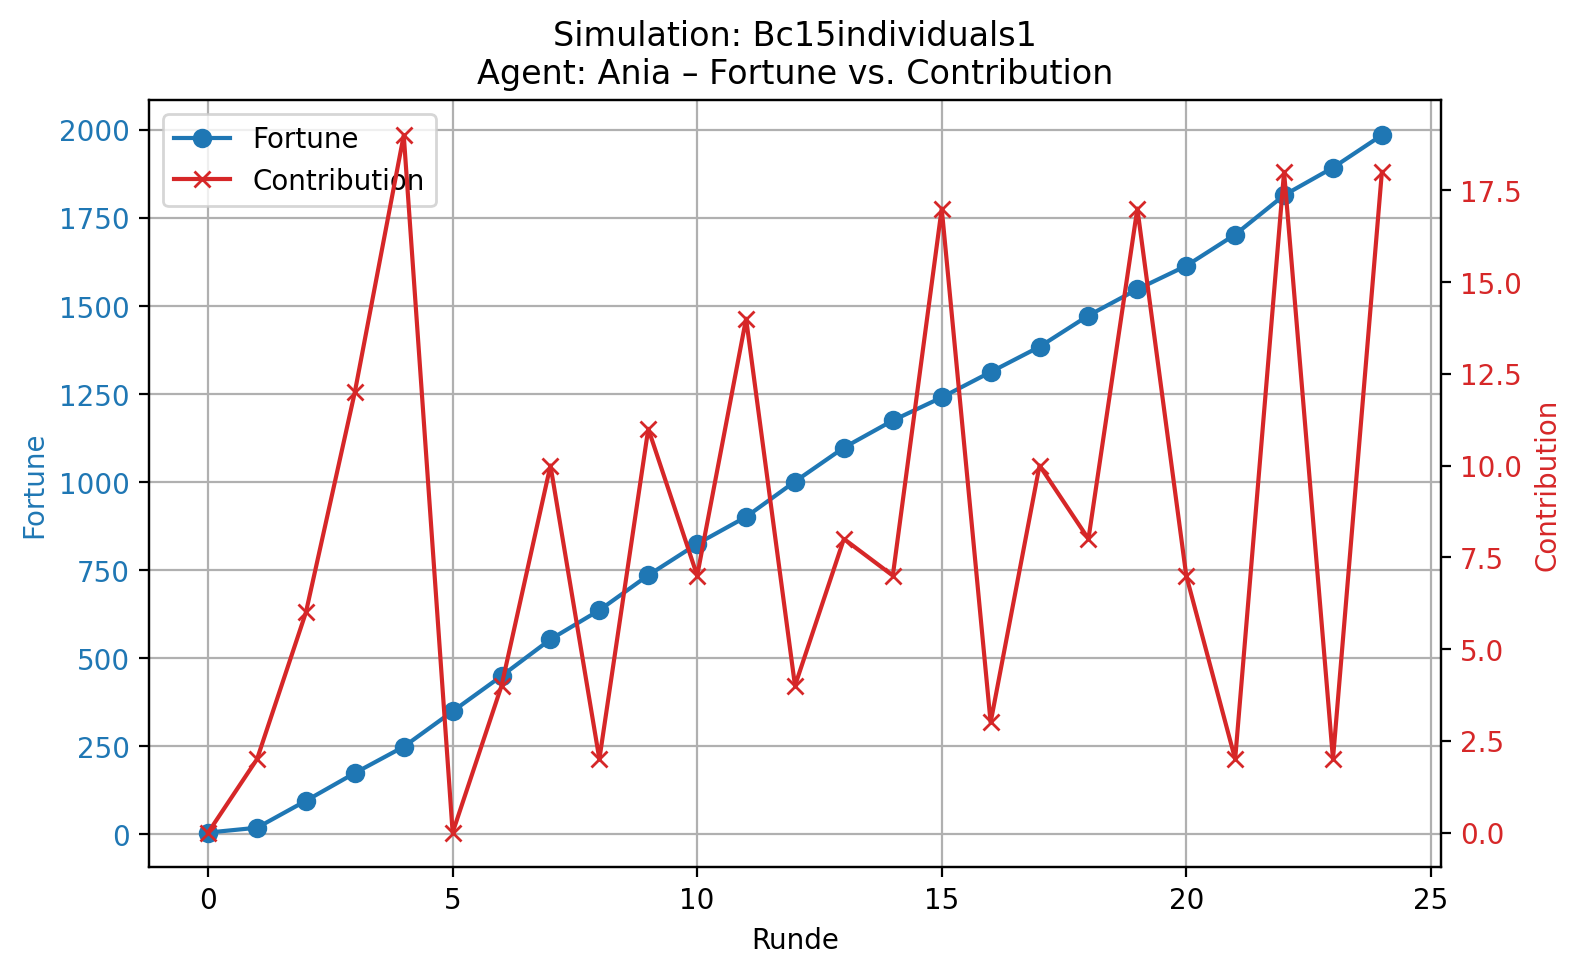 Simulation: Bc15individuals1
Agent: Ania – Fortune vs. Contribution
Fortune
Contribution
2000
1750
1500
1250
1000
750
500
250
0
Fortune
17.5
15.0
12.5
10.0
7.5
5.0
2.5
0.0
Contribution
0 5 10 15 20 25
Runde